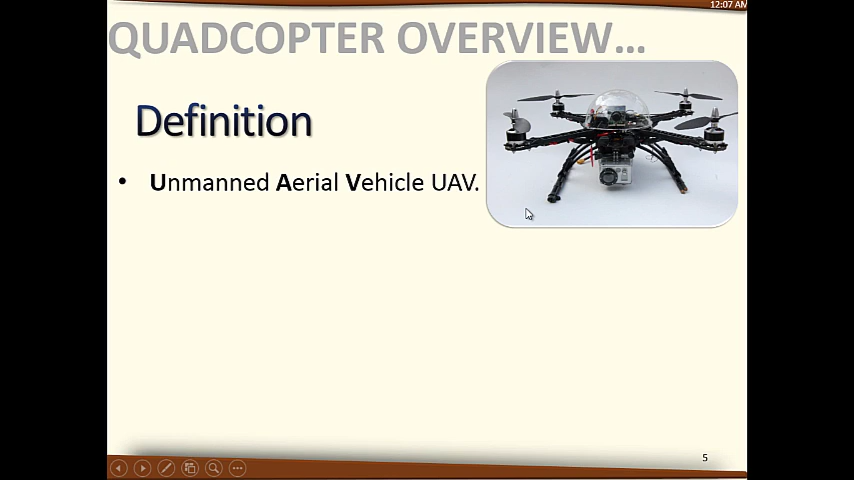 12:07 AM
QUADCOPTER OVERVIEW...
Definition
• Unmanned Aerial Vehicle UAV.
5